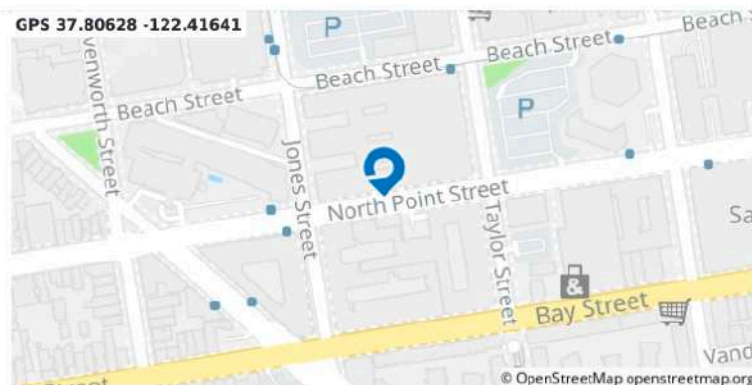 GPS 37.80628 -122.41641
P
Beach Street
Beach Street
Beach Street
Beach
venworth Street
P
Jones Street
North Point Street
Taylor Street
Sa
&
Bay Street
Vand
Street
© OpenStreetMap openstreetmap.org